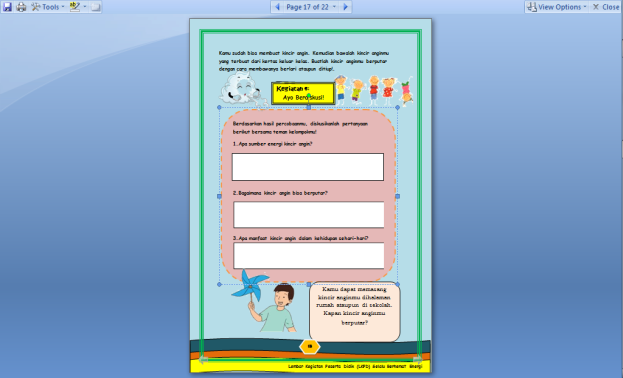 Tools
Page 17 of 22
View Options
Close
Kamu sudah bisa membuat kincir angin. Kemudian bawalah kincir anginmu
yang terbuat dari kertas keluar kelas. Buatlah kincir anginmu berputar
dengan cara membawanya berlari ataupun ditiup!.
Kegiatan 4:
Ayo Berdiskusi!
Berdasarkan hasil percobaanmu, diskusikanlah pertanyaan
berikut bersama teman kelompokmu!
1. Apa sumber energi kincir angin?
2. Bagaimana kincir angin bisa berputar?
3. Apa manfaat kincir angin dalam kehidupan sehari-hari?
Kamu dapat memasang
kincir anginmu dihalaman
rumah ataupun di sekolah.
Kapan kincir anginmu
berputar?
Lembar Kegiatan Peserta Didik (LKPD) Selalu Berhemat Energi